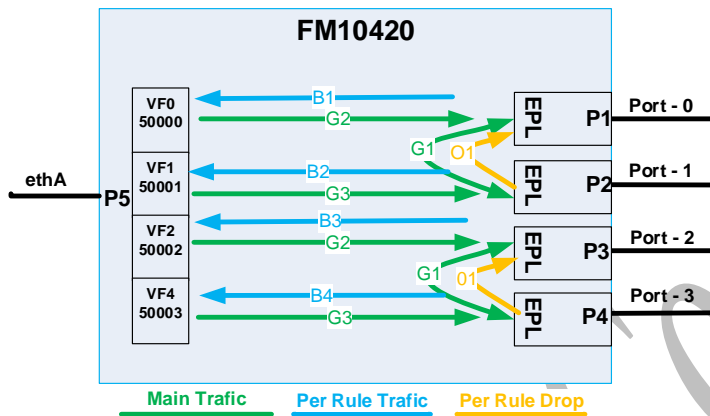 FM10420
VF0
50000
B1
G2
EPL
P1
Port - 0
G1
O1
VF1
50001
B2
G3
EPL
P2
Port - 1
ethA
P5
VF2
50002
B3
G2
EPL
P3
Port - 2
G1
01
VF4
50003
B4
G3
EPL
P4
Port - 3
Main Trafic
Per Rule Trafic
Per Rule Drop